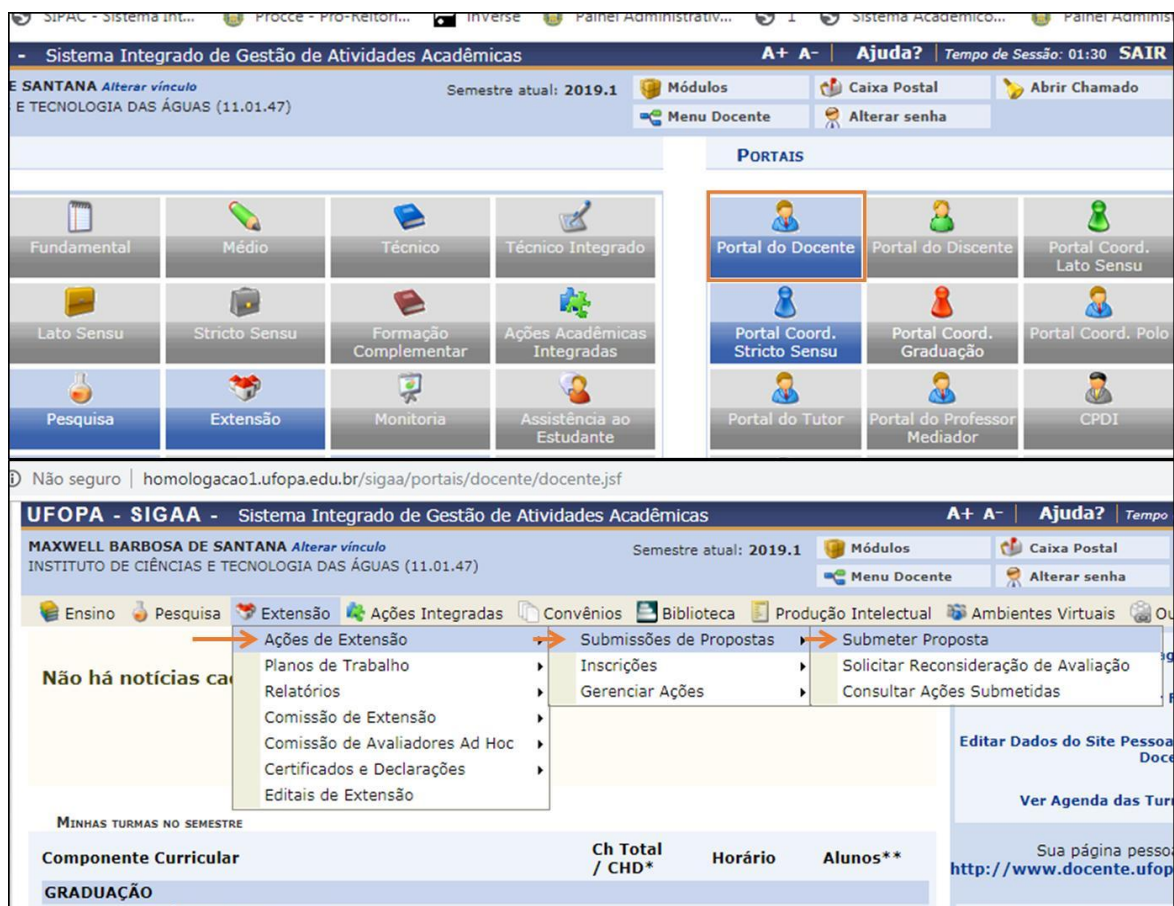 SIPAC - Sistema Int... Procce - Pró-Reitori... Inverse Painel Administrativ... 1 Sistema Acadêmico... Painel Adminis
- Sistema Integrado de Gestão de Atividades Acadêmicas A+ A- | Ajuda? | Tempo de Sessão: 01:30 SAIR
E SANTANA Alterar vínculo Semestre atual: 2019.1 Módulos Caixa Postal Abrir Chamado
E TECNOLOGIA DAS ÁGUAS (11.01.47) Menu Docente Alterar senha
PORTAIS
Fundamental Médio Técnico Técnico Integrado Portal do Docente Portal do Discente Portal Coord.
Lato Sensu
Lato Sensu Stricto Sensu Formação Ações Acadêmicas Portal Coord. Portal Coord. Portal Coord. Polo
Complementar Integradas Stricto Sensu Graduação
Pesquisa Extensão Monitoria Assistência ao Portal do Tutor Portal do Professor CPDI
Estudante Mediador
Não seguro | homologacao1.ufopa.edu.br/sigaa/portais/docente/docente.jsf
UFOPA - SIGAA - Sistema Integrado de Gestão de Atividades Acadêmicas A+ A- | Ajuda? | Tempo
MAXWELL BARBOSA DE SANTANA Alterar vínculo Semestre atual: 2019.1 Módulos Caixa Postal
INSTITUTO DE CIÊNCIAS E TECNOLOGIA DAS ÁGUAS (11.01.47) Menu Docente Alterar senha
Ensino Pesquisa Extensão Ações Integradas Convênios Biblioteca Produção Intelectual Ambientes Virtuais Ou
Ações de Extensão Submissões de Propostas Submeter Proposta
Planos de Trabalho Inscrições Solicitar Reconsideração de Avaliação
Não há notícias ca Relatórios Gerenciar Ações Consultar Ações Submetidas
Comissão de Extensão
Comissão de Avaliadores Ad Hoc Editar Dados do Site Pessoa
Doce
Certificados e Declarações
Editais de Extensão Ver Agenda das Tur
MINHAS TURMAS NO SEMESTRE
Componente Curricular Ch Total / CHD* Horário Alunos** Sua página pessoa
http://www.docente.ufop
GRADUAÇÃO